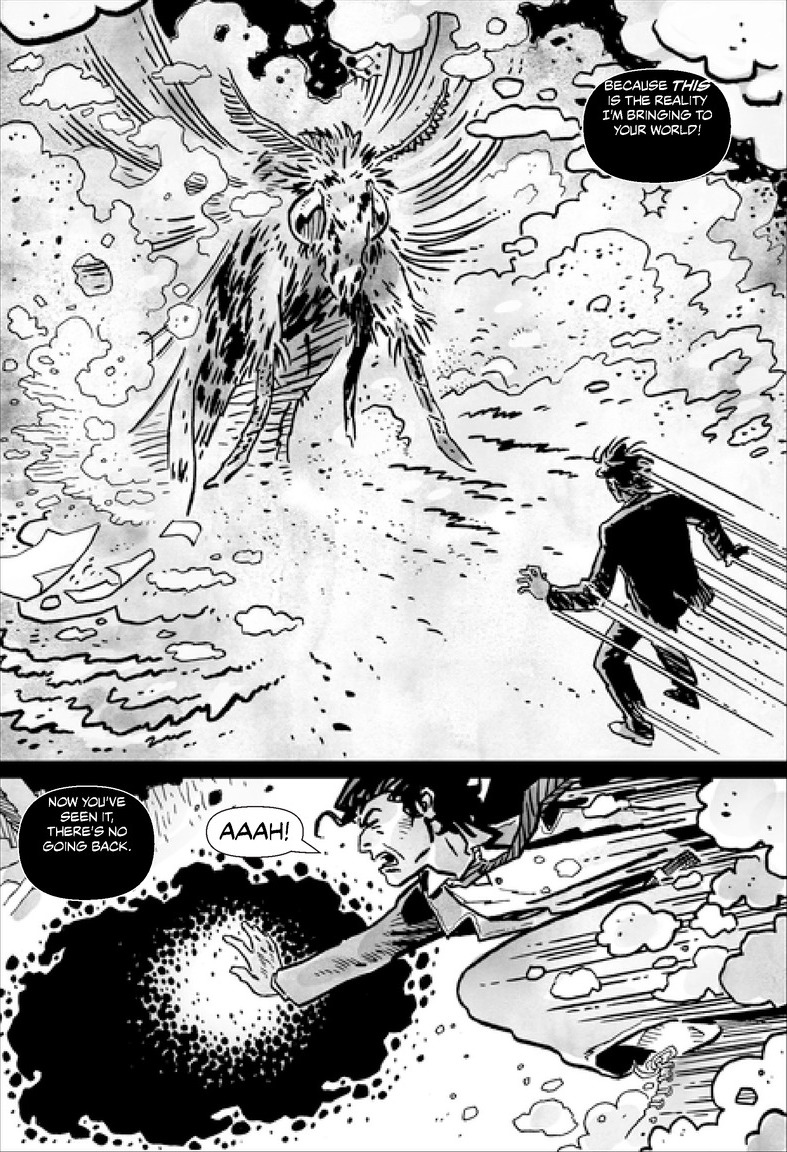 BECAUSE THIS
IS THE REALITY
I'M BRINGING TO
YOUR WORLD!
NOW YOU'VE
SEEN IT,
THERE'S NO
GOING BACK.
AAAH!